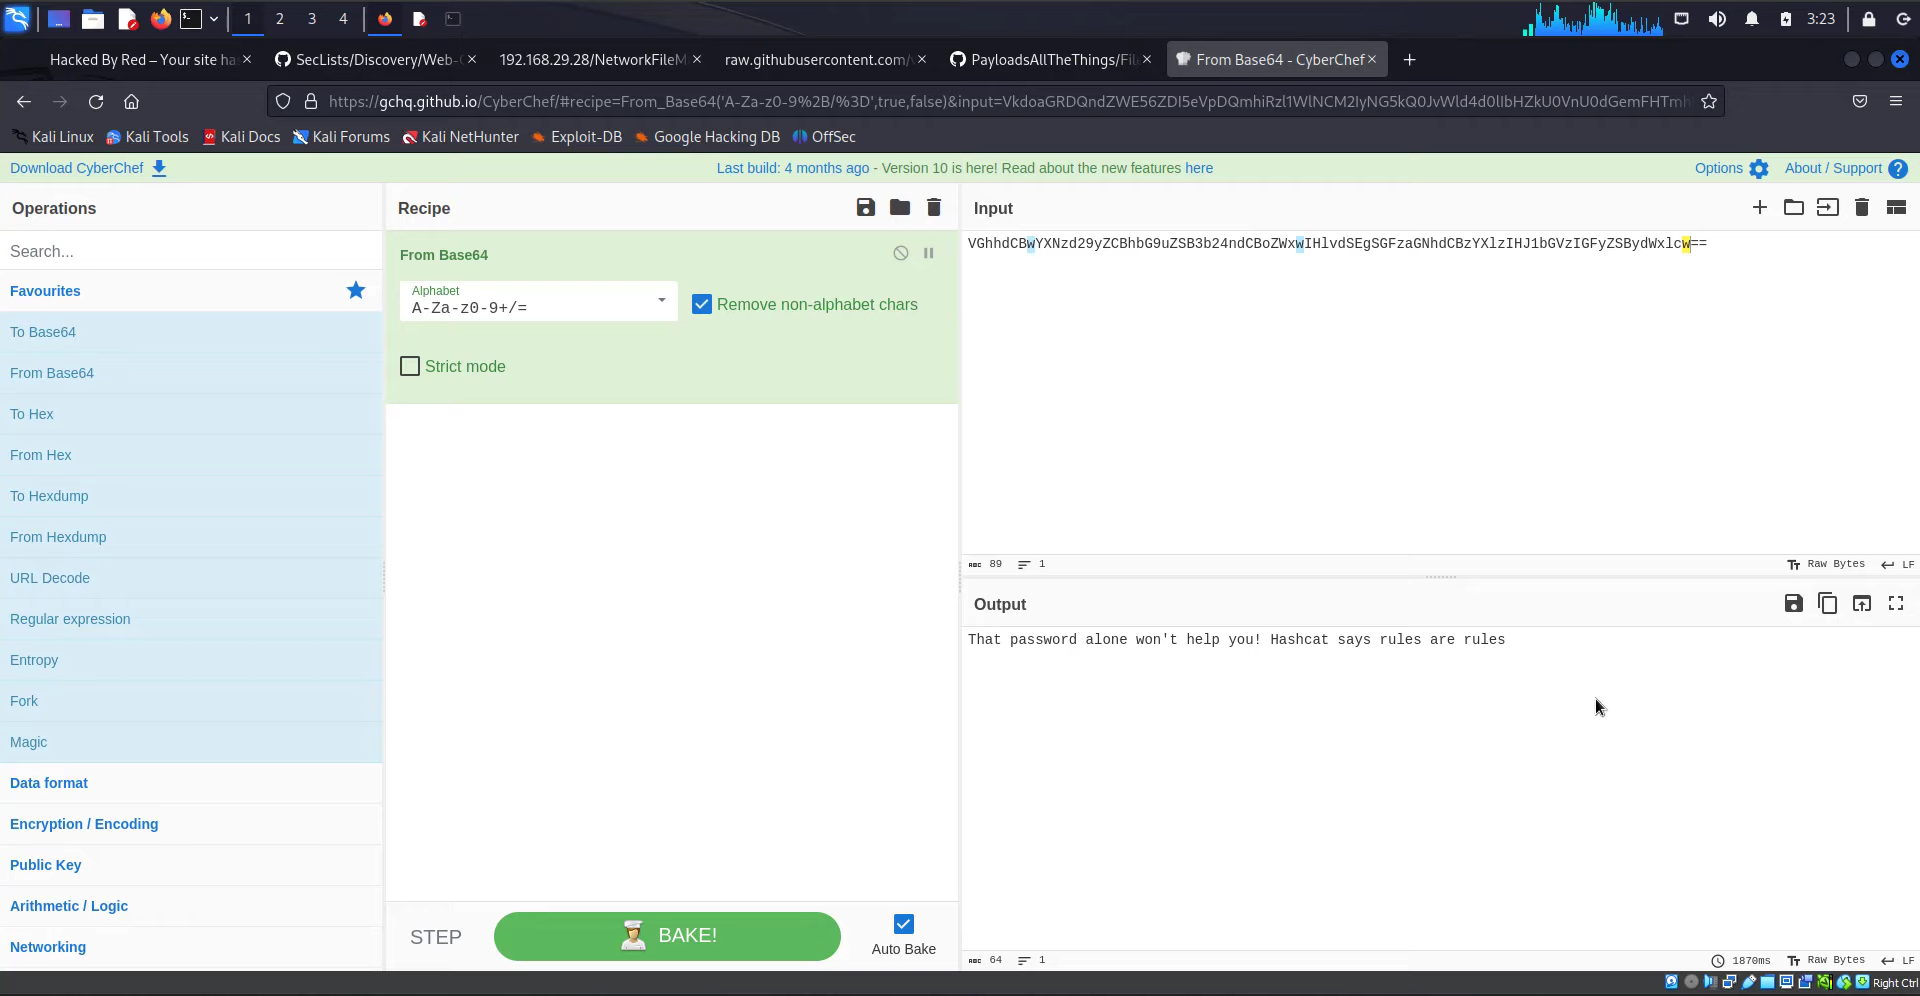 1 2 3 4 3:23
Hacked By Red – Your site ha
SecLists/Discovery/Web-
192.168.29.28/NetworkFileM
raw.githubusercontent.com/
PayloadsAllTheThings/Fil
From Base64 - CyberChef
https://gchq.github.io/CyberChef/#recipe=From_Base64('A-Za-z0-9%2B/%3D',true,false)&input=
Kali Linux Kali Tools Kali Docs Kali Forums Kali NetHunter Exploit-DB Google Hacking DB OffSec
Download CyberChef Last build: 4 months ago - Version 10 is here! Read about the new features here Options About / Support ?
Operations
Search...
Favourites
To Base64
From Base64
To Hex
From Hex
To Hexdump
From Hexdump
URL Decode
Regular expression
Entropy
Fork
Magic
Data format
Encryption / Encoding
Public Key
Arithmetic / Logic
Networking
Recipe
From Base64
Alphabet
A-Za-z0-9+/=
Remove non-alphabet chars
Strict mode
STEP
BAKE!
Auto Bake
Input
VGhhdCBwYXNzd29yZCBhbG9uZSB3b24ndCBoZWxwIHlvdSEgSGFzaGNhdCBzYXlzIHJ1bGVzIGFyZSBydWxlcw==
ABC 89 1 Raw Bytes LF
Output
That password alone won't help you! Hashcat says rules are rules
ABC 64 1 1870ms Raw Bytes LF
Right Ctrl